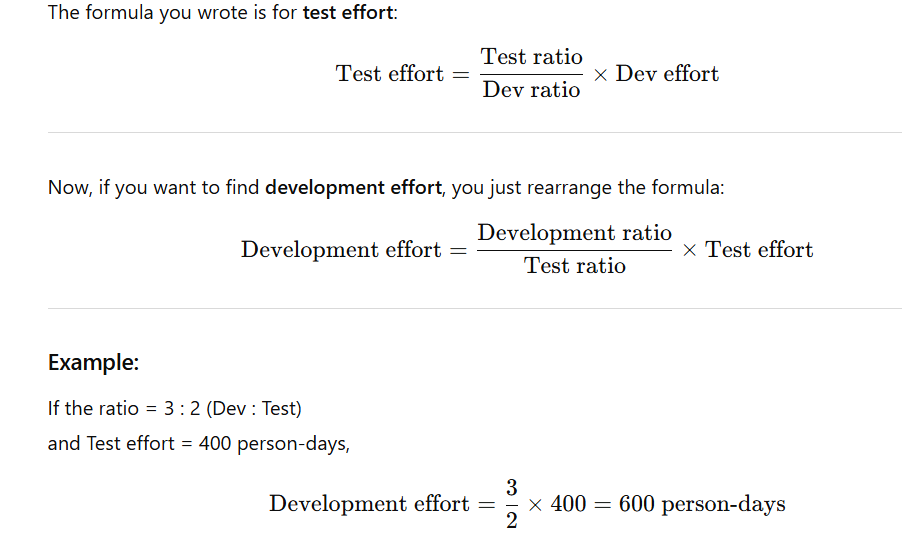 The formula you wrote is for test effort:
Test effort = Test ratio / Dev ratio × Dev effort
Now, if you want to find development effort, you just rearrange the formula:
Development effort = Development ratio / Test ratio × Test effort
Example:
If the ratio = 3 : 2 (Dev : Test)
and Test effort = 400 person-days,
Development effort = 3 / 2 × 400 = 600 person-days